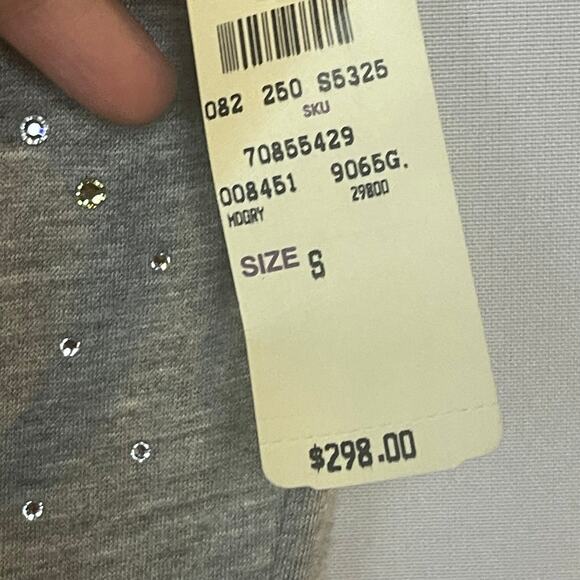 082 250 S5325
SKU
70855429
008451 9065G.
MDGRY 29800
SIZE S
$298.00